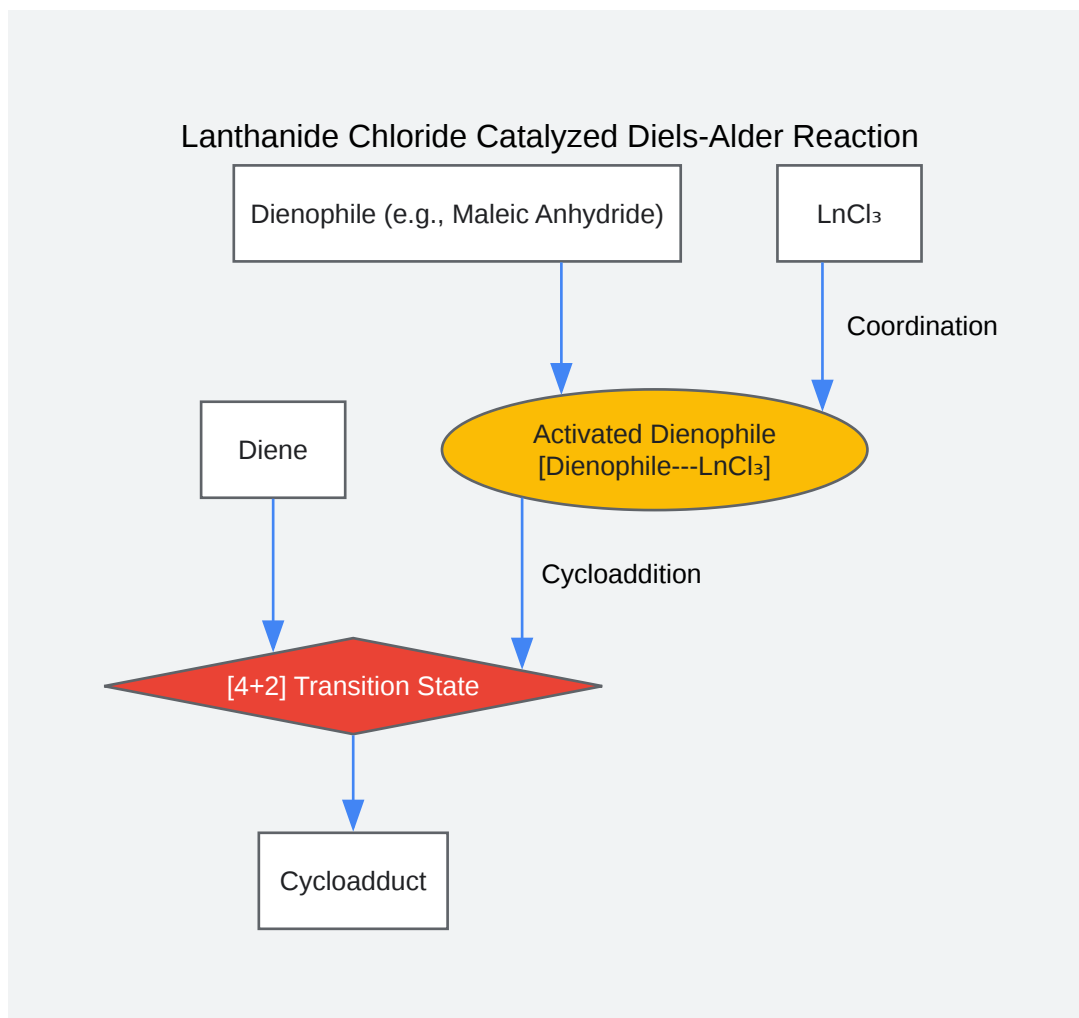 Lanthanide Chloride Catalyzed Diels-Alder Reaction
Dienophile (e.g., Maleic Anhydride)
LnCl₃
Coordination
Activated Dienophile
[Dienophile---LnCl₃]
Diene
Cycloaddition
[4+2] Transition State
Cycloadduct